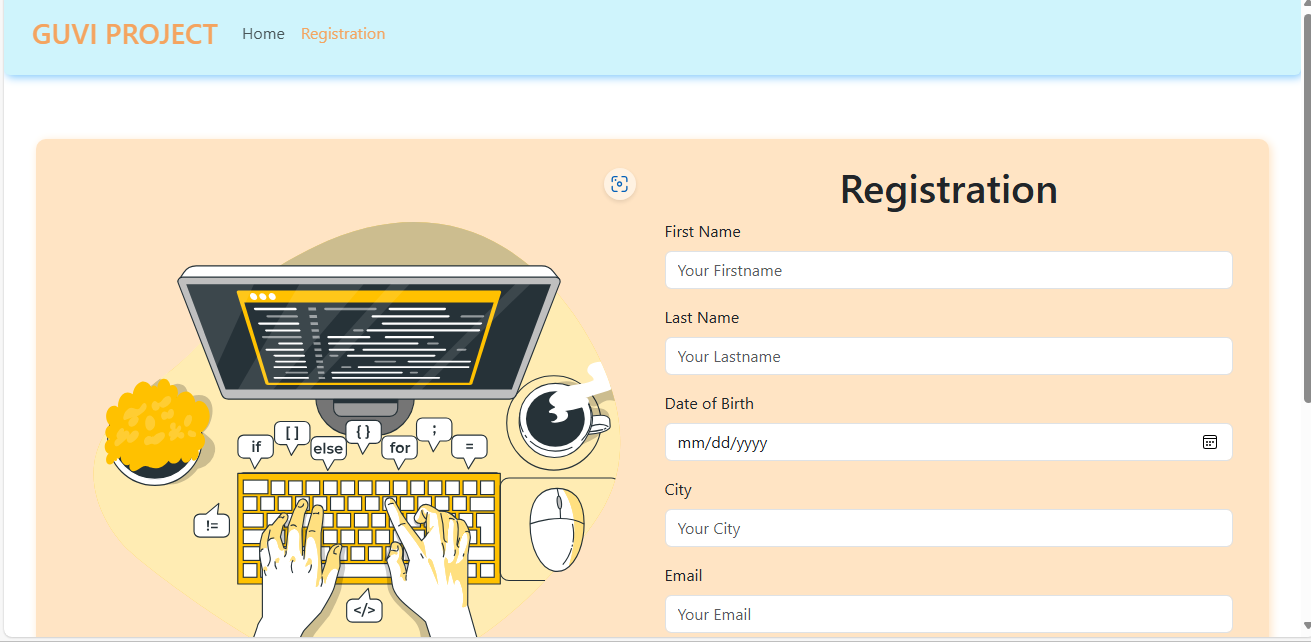 GUVI PROJECT Home Registration
Registration
First Name
Your Firstname
Last Name
Your Lastname
Date of Birth
mm/dd/yyyy
City
Your City
Email
Your Email
if [ ] else { } for ; =
!=
</>